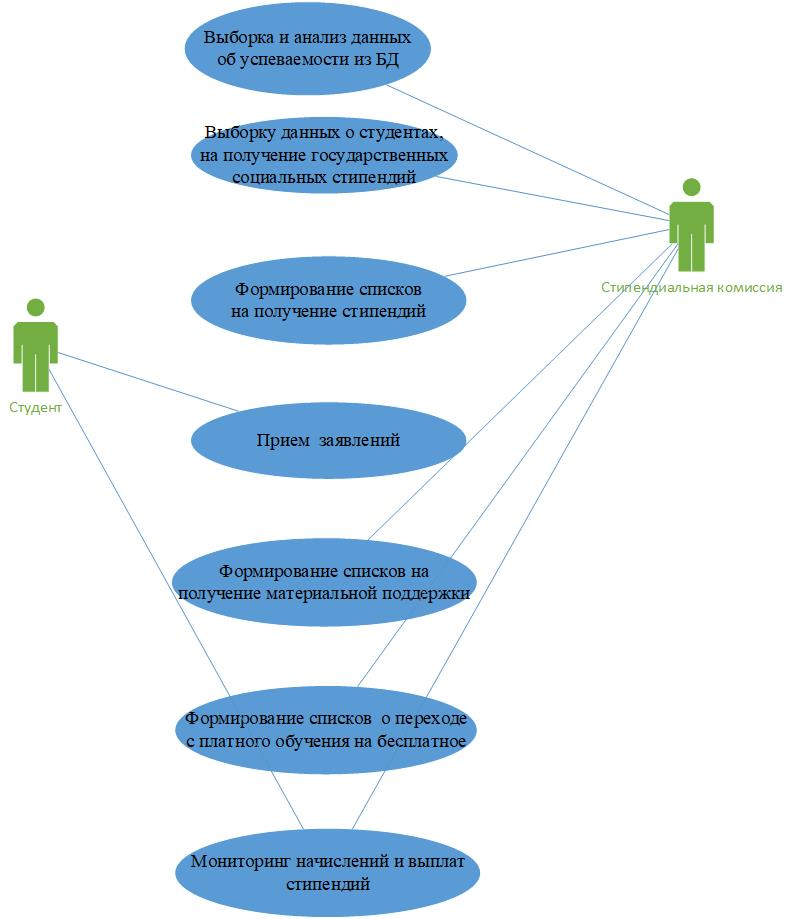 Выборка и анализ данных
об успеваемости из БД
Выборку данных о студентах,
на получение государственных
социальных стипендий
Стипендиальная комиссия
Формирование списков
на получение стипендий
Студент
Прием заявлений
Формирование списков на
получение материальной поддержки
Формирование списков о переходе
с платного обучения на бесплатное
Мониторинг начислений и выплат
стипендий